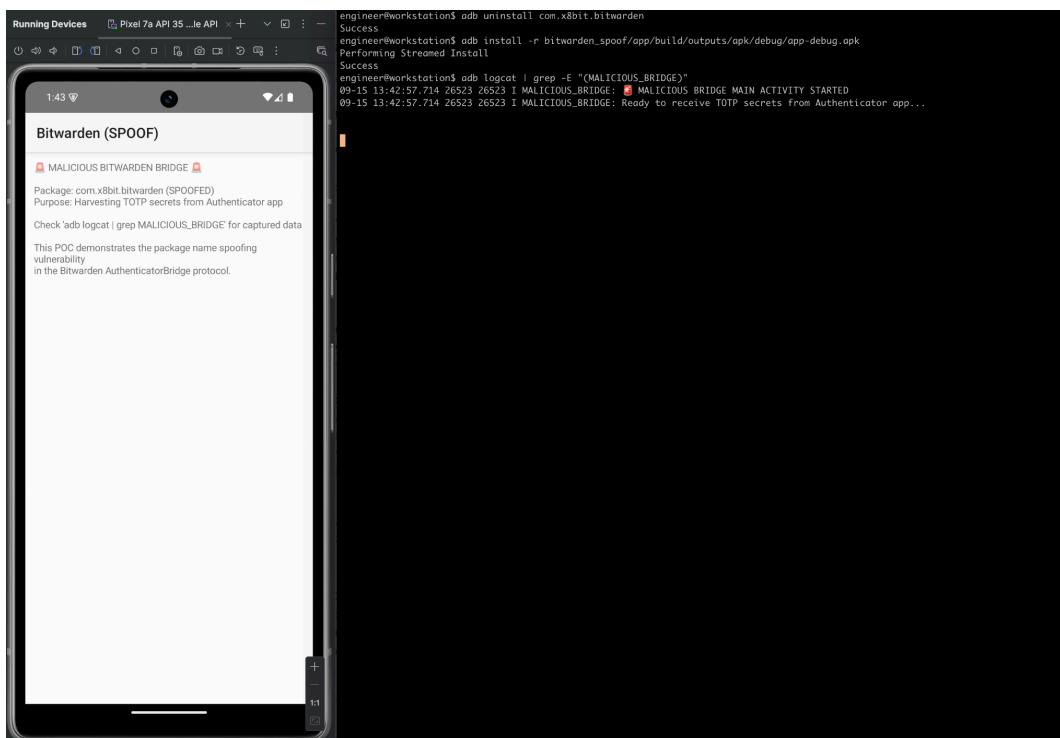 Running Devices
Pixel 7a API 35 ...le API
1:43
Bitwarden (SPOOF)
🚨 MALICIOUS BITWARDEN BRIDGE 🚨
Package: com.x8bit.bitwarden (SPOOFED)
Purpose: Harvesting TOTP secrets from Authenticator app
Check 'adb logcat | grep MALICIOUS_BRIDGE' for captured data
This POC demonstrates the package name spoofing
vulnerability
in the Bitwarden AuthenticatorBridge protocol.
1:1
engineer@workstation$ adb uninstall com.x8bit.bitwarden
Success
engineer@workstation$ adb install -r bitwarden_spoof/app/build/outputs/apk/debug/app-debug.apk
Performing Streamed Install
Success
engineer@workstation$ adb logcat | grep -E "(MALICIOUS_BRIDGE)"
09-15 13:42:57.714 26523 26523 I MALICIOUS_BRIDGE: 🚨 MALICIOUS BRIDGE MAIN ACTIVITY STARTED
09-15 13:42:57.714 26523 26523 I MALICIOUS_BRIDGE: Ready to receive TOTP secrets from Authenticator app...